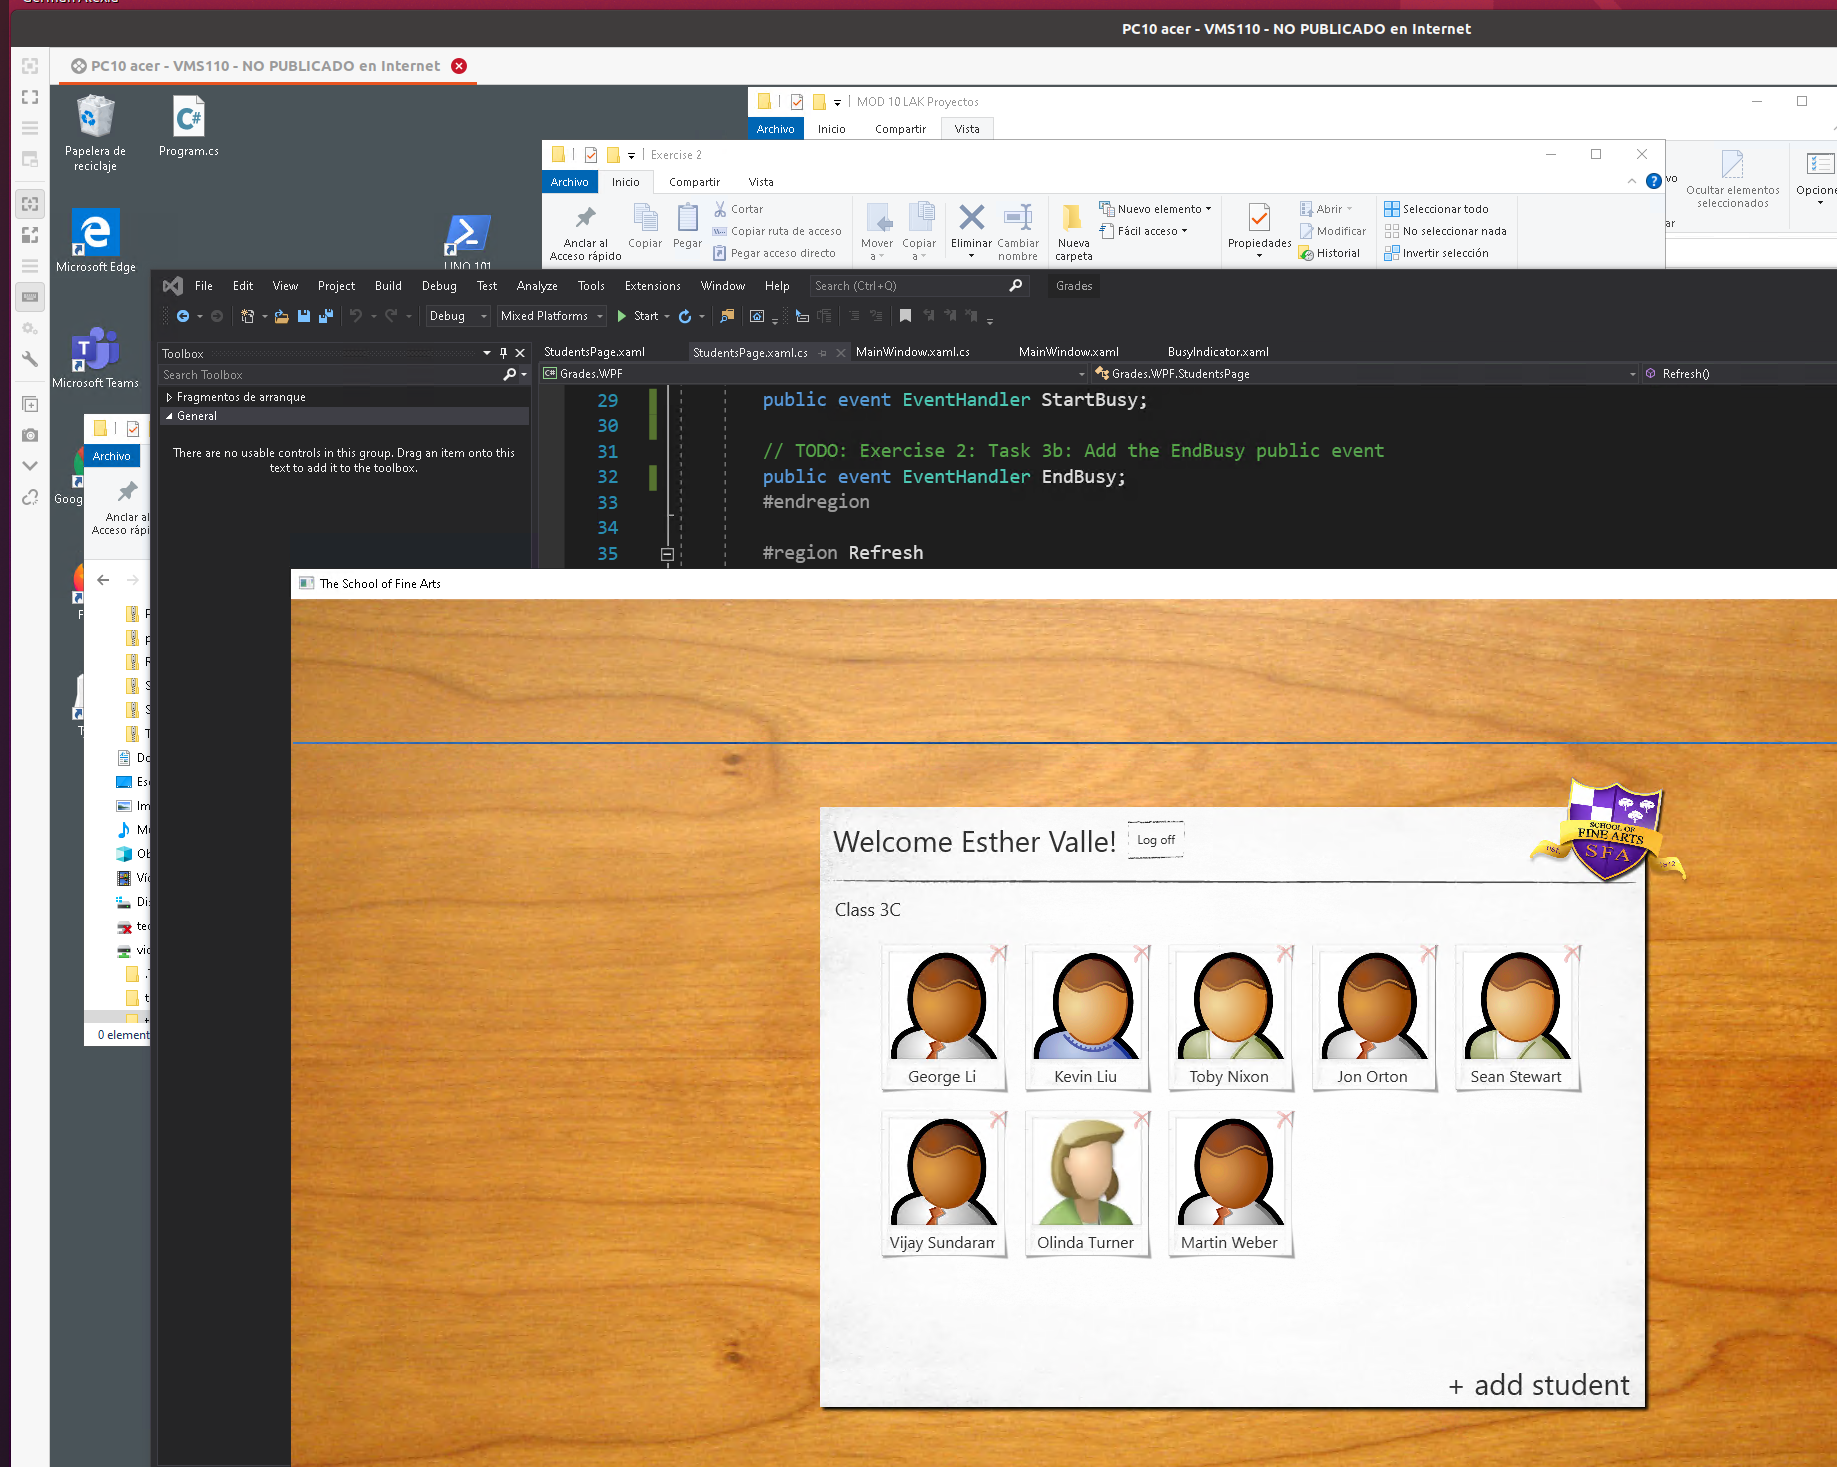 PC10 acer - VMS110 - NO PUBLICADO en Internet
PC10 acer - VMS110 - NO PUBLICADO en Internet
Papelera de
reciclaje
Program.cs
Microsoft Edge
Microsoft Teams
MOD 10 LAK Proyectos
Archivo Inicio Compartir Vista
Ocultar elementos
seleccionados
Exercise 2
Archivo Inicio Compartir Vista
Anclar al
Acceso rápido
Copiar
Pegar
Cortar
Copiar ruta de acceso
Pegar acceso directo
Mover
a
Copiar
a
Eliminar
Cambiar
nombre
Nueva
carpeta
Nuevo elemento
Fácil acceso
Propiedades
Abrir
Modificar
Historial
Seleccionar todo
No seleccionar nada
Invertir selección
File Edit View Project Build Debug Test Analyze Tools Extensions Window Help Search (Ctrl+Q) Grades
Debug Mixed Platforms Start
Toolbox
Search Toolbox
Fragmentos de arranque
General
There are no usable controls in this group. Drag an item onto this
text to add it to the toolbox.
StudentsPage.xaml StudentsPage.xaml.cs MainWindow.xaml.cs MainWindow.xaml BusyIndicator.xaml
C# Grades.WPF Grades.WPF.StudentsPage Refresh()
29 public event EventHandler StartBusy;
30
31 // TODO: Exercise 2: Task 3b: Add the EndBusy public event
32 public event EventHandler EndBusy;
33 #endregion
34
35 #region Refresh
Archivo
Anclar al
0 element
The School of Fine Arts
Welcome Esther Valle! Log off
SCHOOL OF
FINE ARTS
SFA
Class 3C
George Li Kevin Liu Toby Nixon Jon Orton Sean Stewart
Vijay Sundaram Olinda Turner Martin Weber
+ add student